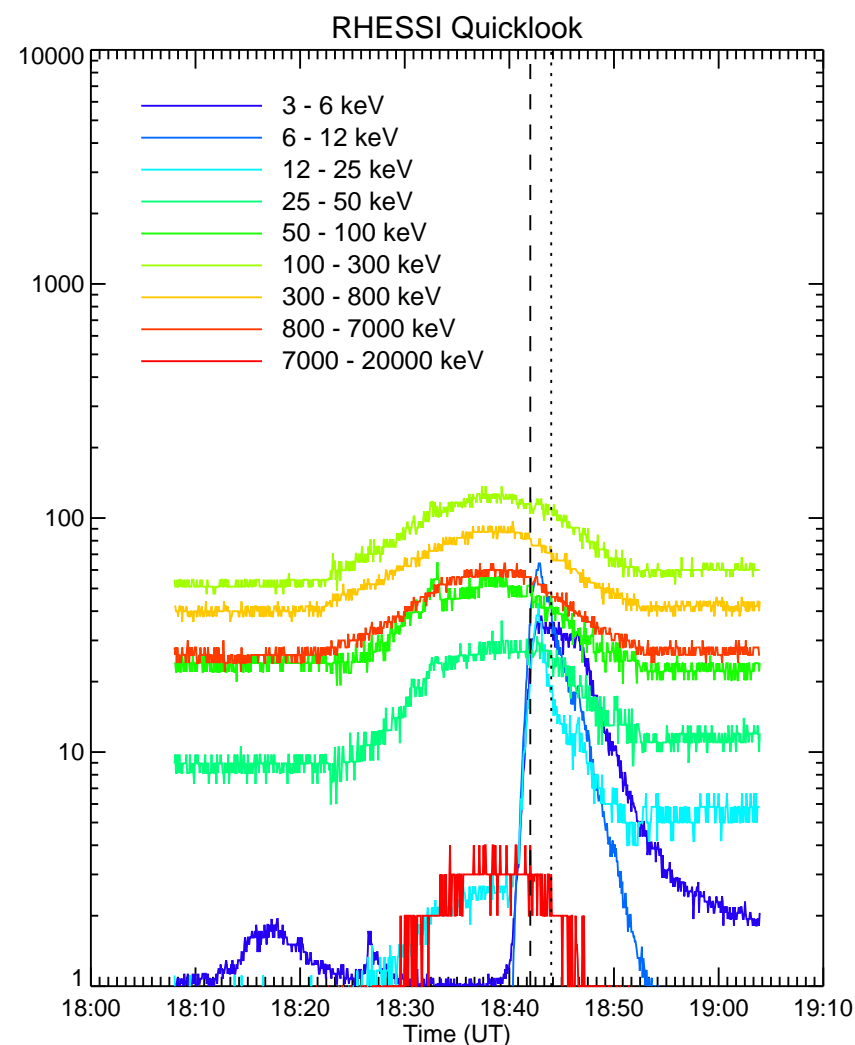 RHESSI Quicklook
10000
1000
100
10
1
3 - 6 keV
6 - 12 keV
12 - 25 keV
25 - 50 keV
50 - 100 keV
100 - 300 keV
300 - 800 keV
800 - 7000 keV
7000 - 20000 keV
18:00 18:10 18:20 18:30 18:40 18:50 19:00 19:10
Time (UT)